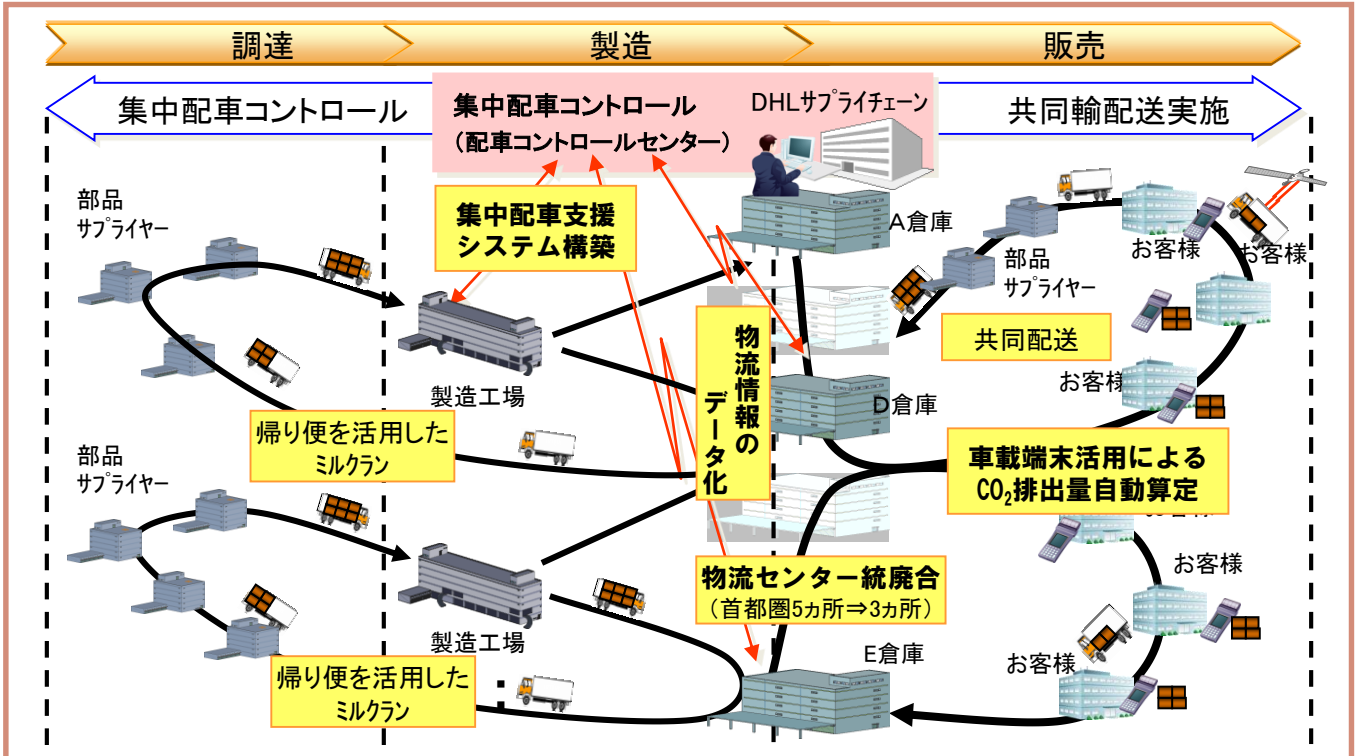 調達
製造
販売
集中配車コントロール
集中配車コントロール
(配車コントロールセンター)
DHLサプライチェーン
共同輸配送実施
部品
サプライヤー
集中配車支援
システム構築
A倉庫
部品
サプライヤー
お客様
お客様
製造工場
物流情報の
データ化
共同配送
お客様
D倉庫
帰り便を活用した
ミルクラン
部品
サプライヤー
車載端末活用による
CO₂排出量自動算定
お客様
製造工場
物流センター統廃合
(首都圏5ヵ所⇒3ヵ所)
お客様
E倉庫
お客様
帰り便を活用した
ミルクラン
: